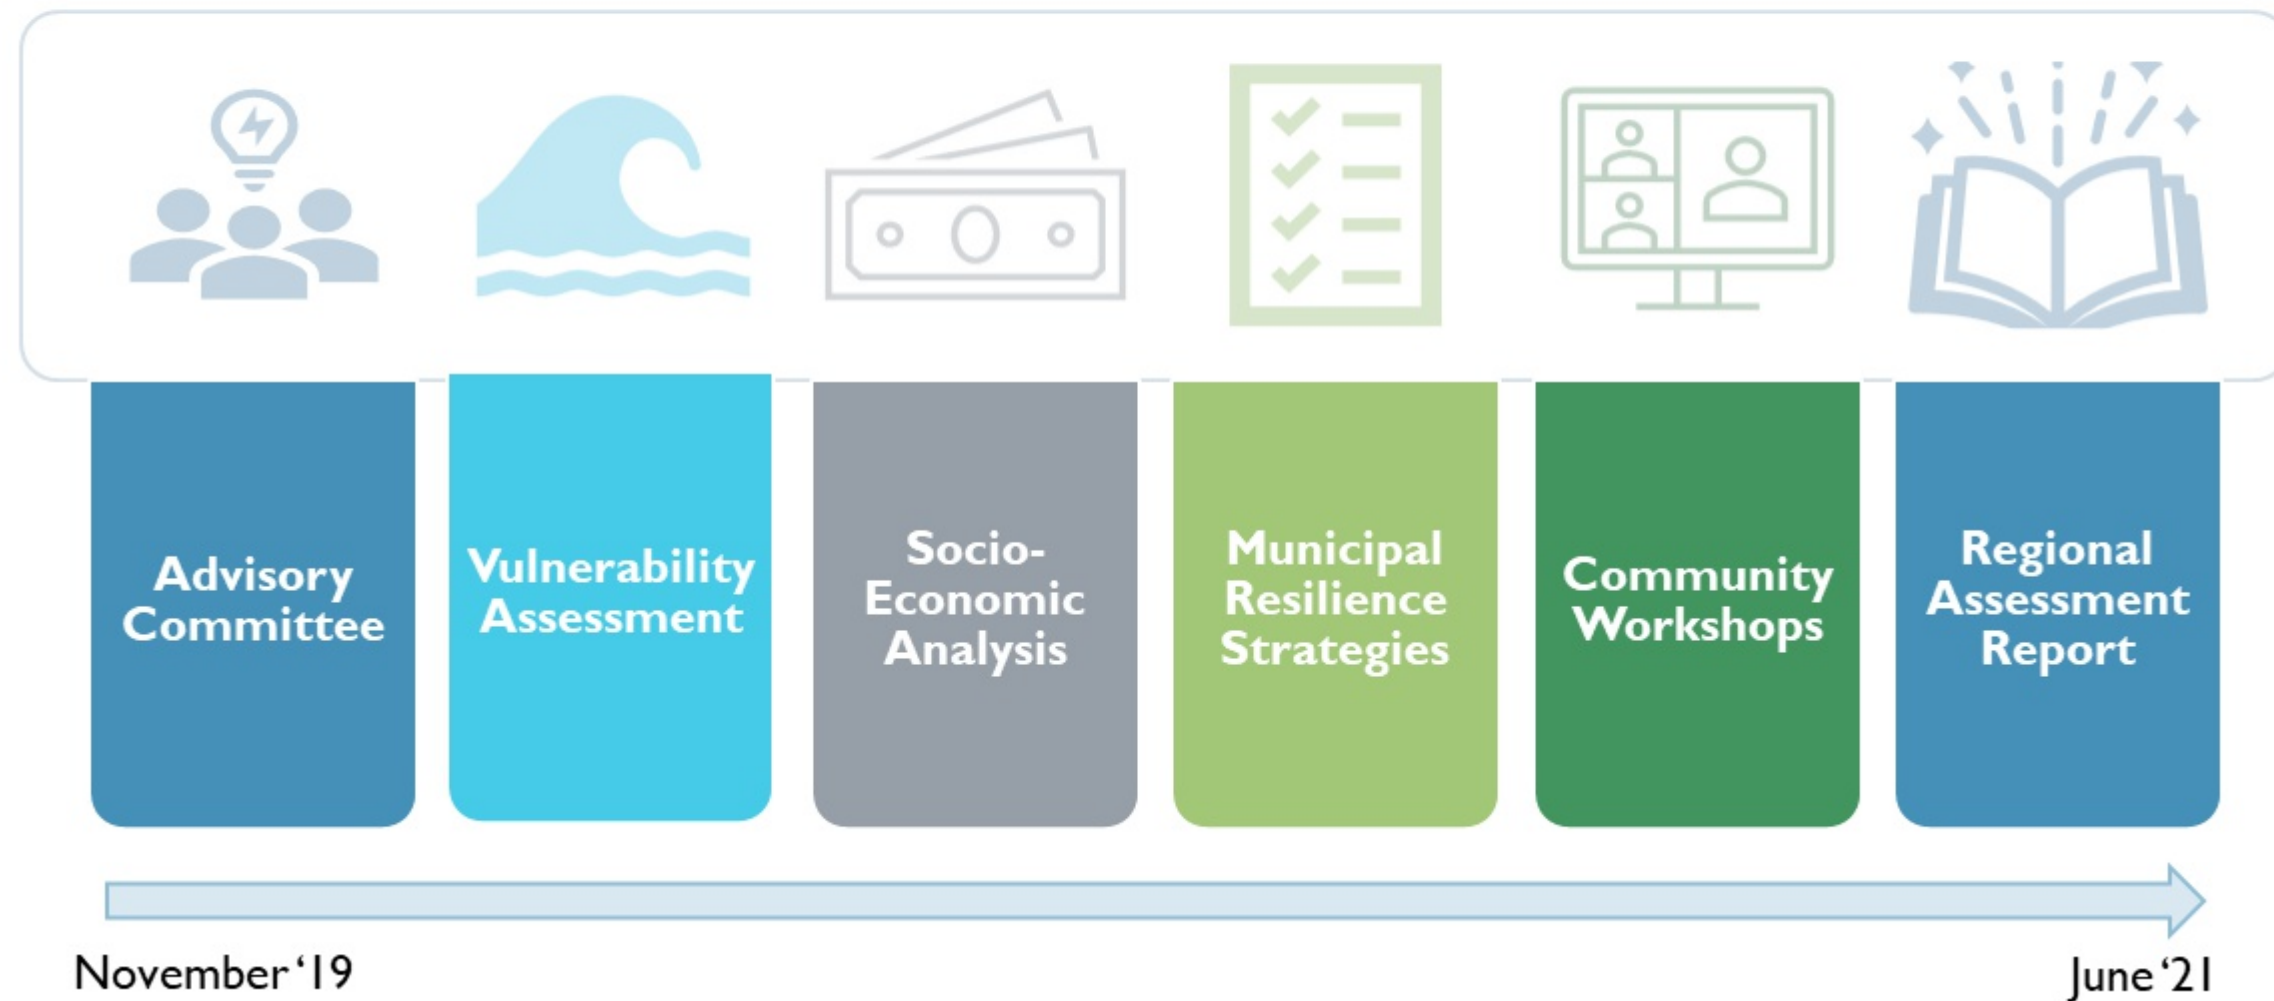 Advisory
Committee
Vulnerability
Assessment
Socio-
Economic
Analysis
Municipal
Resilience
Strategies
Community
Workshops
Regional
Assessment
Report
November ‘19
June ‘21